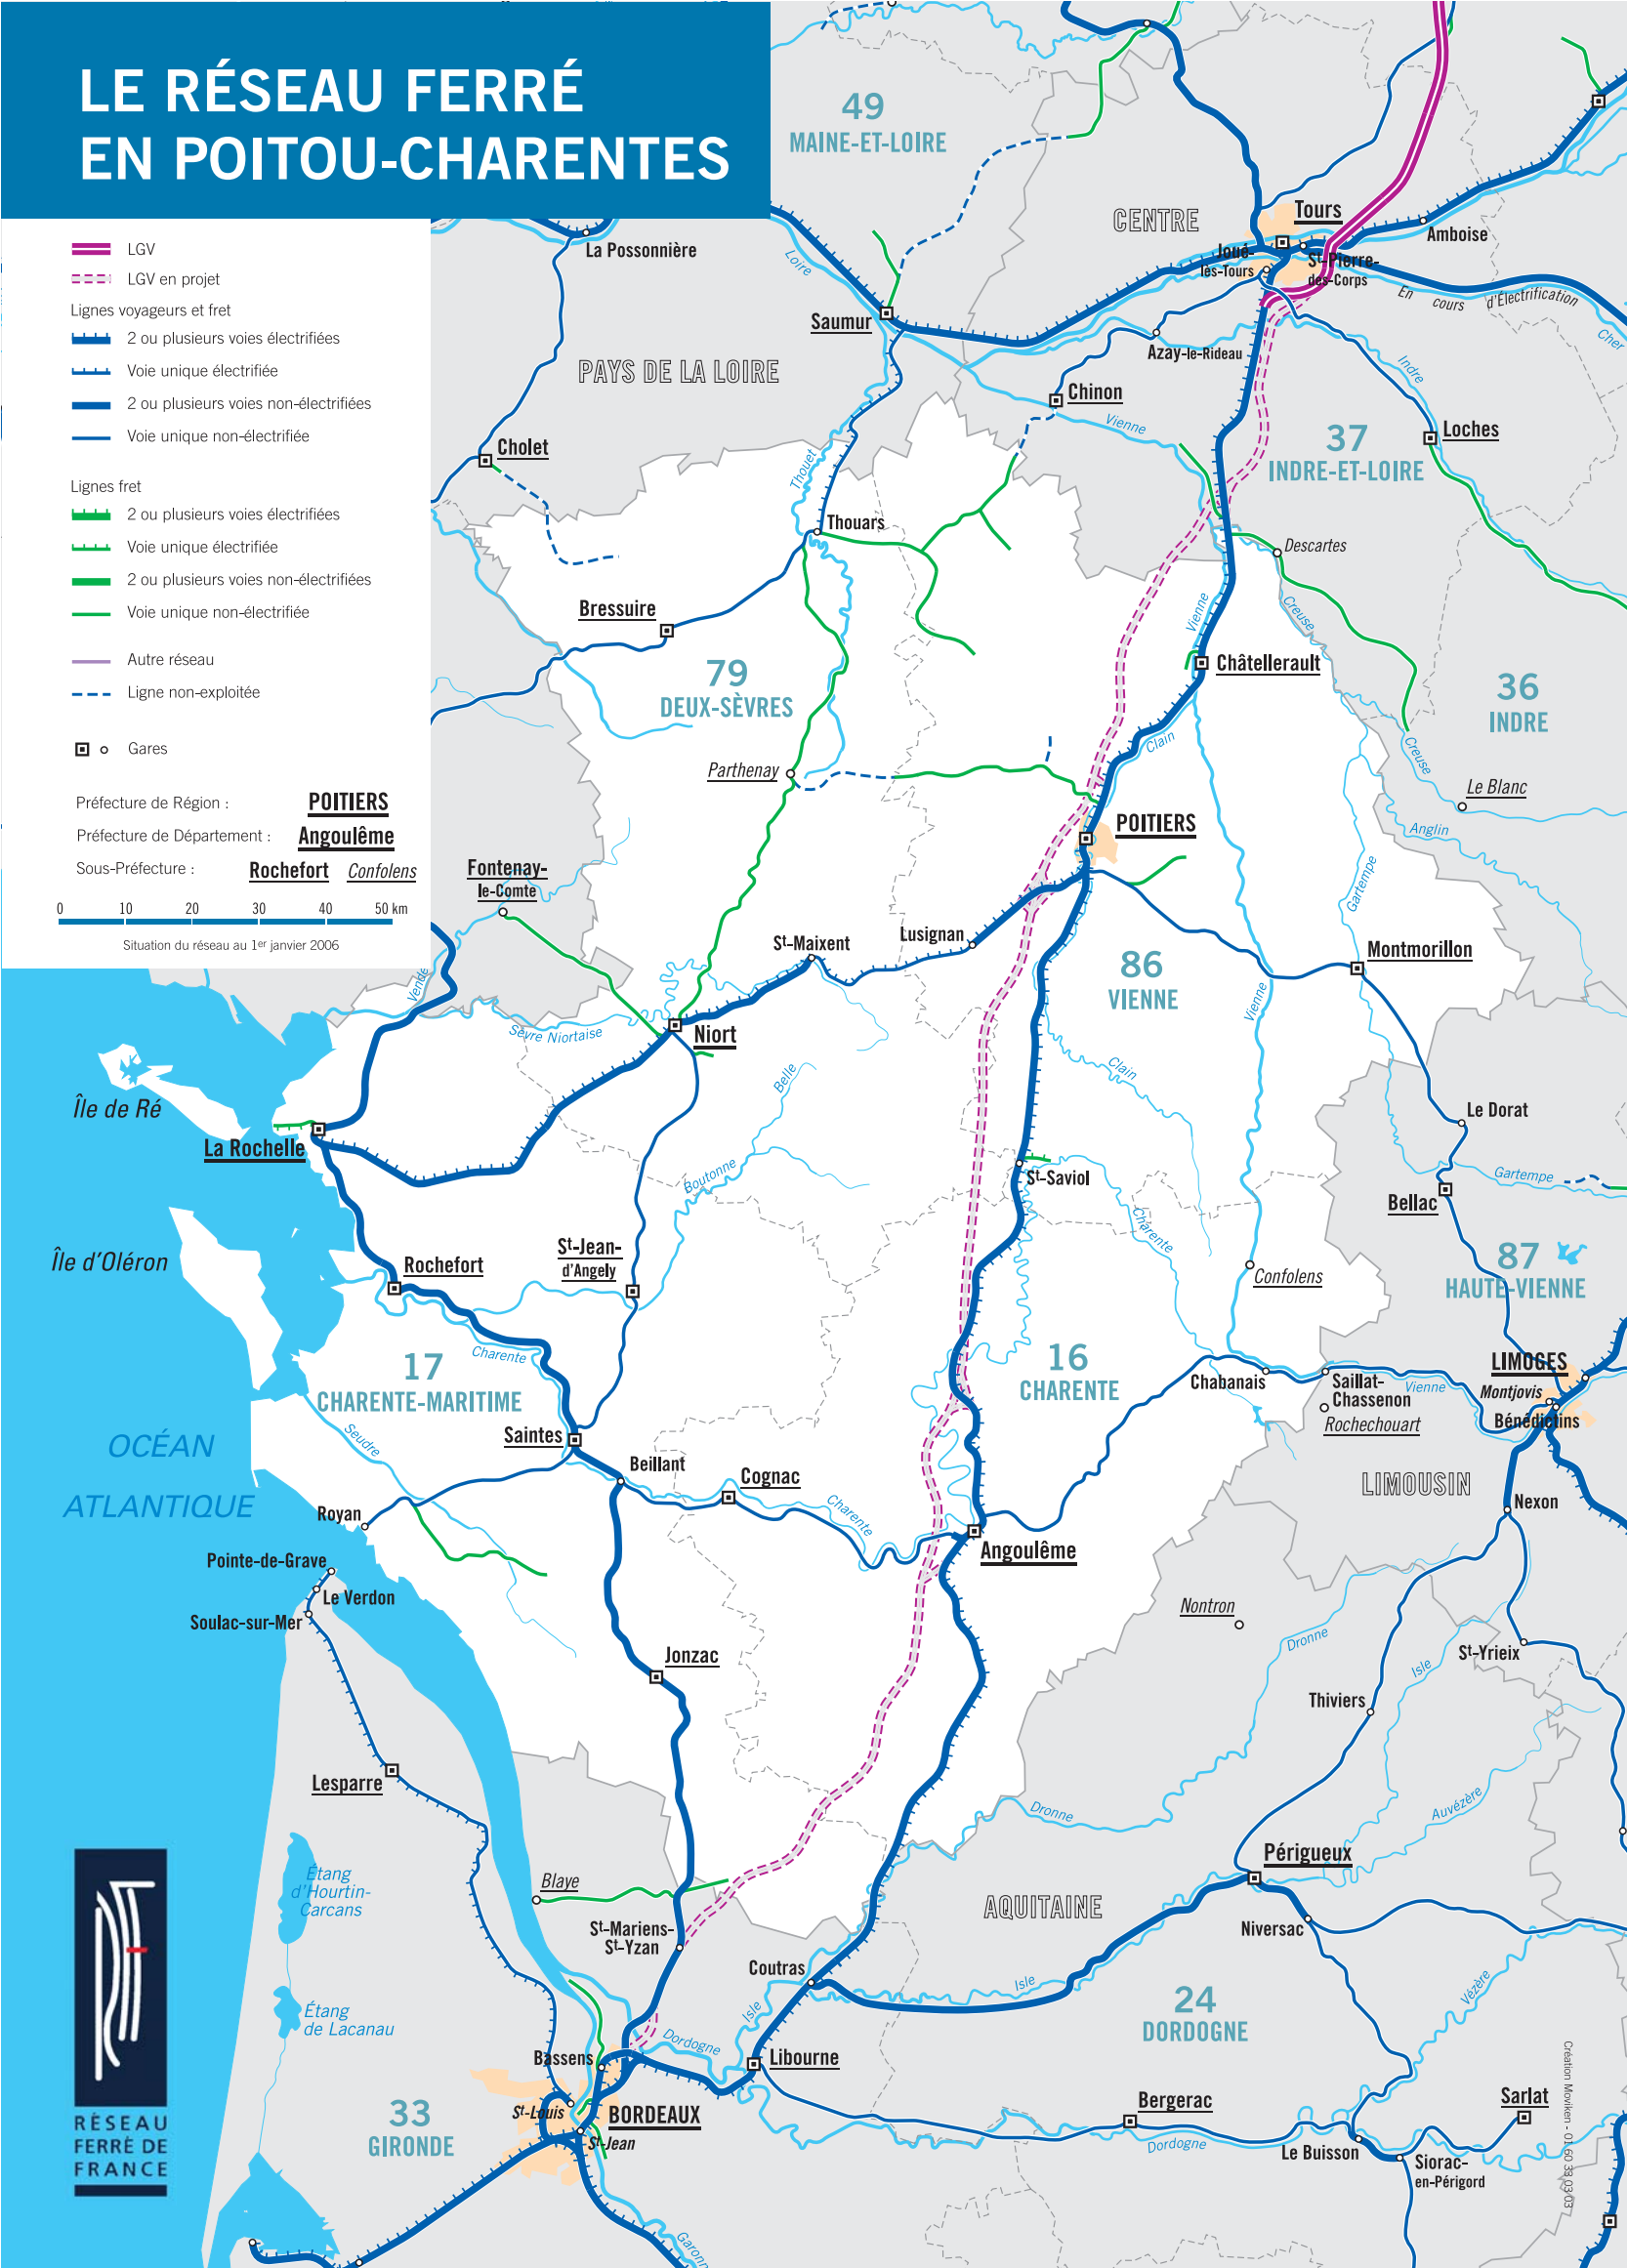 LE RÉSEAU FERRÉ
EN POITOU-CHARENTES
LGV
LGV en projet
Lignes voyageurs et fret
2 ou plusieurs voies électrifiées
Voie unique électrifiée
2 ou plusieurs voies non-électrifiées
Voie unique non-électrifiée
Lignes fret
2 ou plusieurs voies électrifiées
Voie unique électrifiée
2 ou plusieurs voies non-électrifiées
Voie unique non-électrifiée
Autre réseau
Ligne non-exploitée
Gares
Préfecture de Région : POITIERS
Préfecture de Département : Angoulême
Sous-Préfecture : Rochefort Confolens
0 10 20 30 40 50 km
Situation du réseau au 1er janvier 2006
49
MAINE-ET-LOIRE
CENTRE
Tours
Amboise
Joué-
lès-Tours
St-Pierre-
des-Corps
En cours d'Électrification
Cher
La Possonnière
Loire
Saumur
Azay-le-Rideau
Indre
PAYS DE LA LOIRE
Chinon
Vienne
Loches
37
INDRE-ET-LOIRE
Cholet
Thouet
Thouars
Descartes
Creuse
Vienne
Bressuire
Châtellerault
79
DEUX-SÈVRES
36
INDRE
Clain
Creuse
Parthenay
Le Blanc
Anglin
POITIERS
Gartempe
Fontenay-
le-Comte
St-Maixent
Lusignan
Montmorillon
86
VIENNE
Vendé
Vienne
Sèvre Niortaise
Niort
Clain
Belle
Île de Ré
La Rochelle
Le Dorat
Boutonne
St-Saviol
Gartempe
Bellac
Charente
Île d'Oléron
Rochefort
St-Jean-
d'Angely
Confolens
87
HAUTE-VIENNE
Charente
17
CHARENTE-MARITIME
16
CHARENTE
LIMOGES
Chabanais
Saillat-
Chassenon
Rochechouart
Vienne
Montjovis
Bénédictins
Seudre
Saintes
OCÉAN
ATLANTIQUE
Beillant
Cognac
Charente
LIMOUSIN
Nexon
Royan
Angoulême
Pointe-de-Grave
Le Verdon
Soulac-sur-Mer
Nontron
Dronne
St-Yrieix
Isle
Jonzac
Thiviers
Lesparre
Dronne
Auvézère
Périgueux
Étang
d'Hourtin-
Carcans
Blaye
AQUITAINE
St-Mariens-
St-Yzan
Niversac
Coutras
Isle
Isle
Vézère
24
DORDOGNE
Étang
de Lacanau
Dordogne
Bassens
Libourne
33
GIRONDE
St-Louis
BORDEAUX
St-Jean
Bergerac
Sarlat
Dordogne
Le Buisson
Siorac-
en-Périgord
Garonn
RÉSEAU
FERRÉ DE
FRANCE